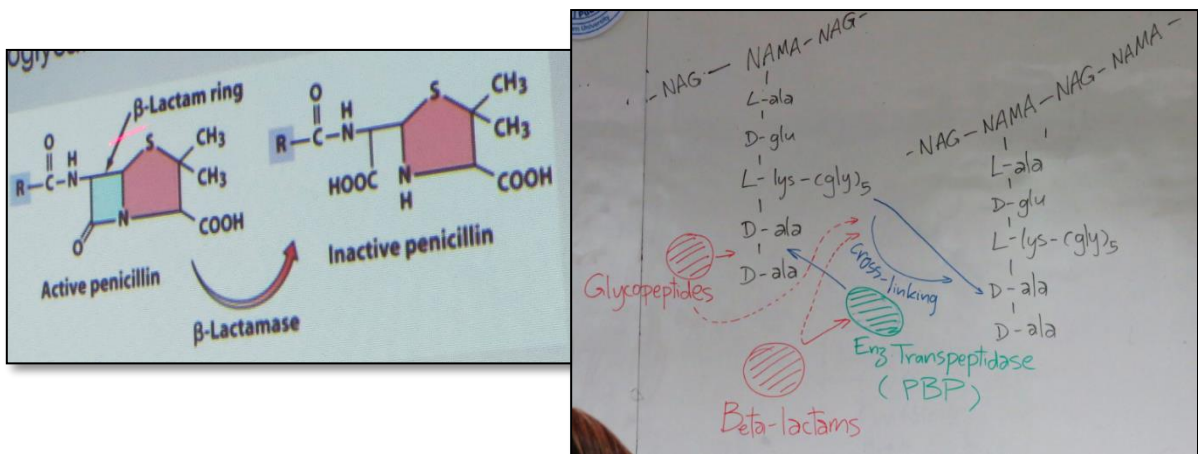 β-Lactam ring
O
H
R–C–N
S
CH₃
CH₃
O
N
COOH
Active penicillin
β-Lactamase
O
H
R–C–N
S
CH₃
CH₃
HOOC
N
H
COOH
Inactive penicillin
-NAG-NAMA-NAG-
L-ala
D-glu
L-lys-(gly)₅
D-ala
D-ala
-NAG-NAMA-NAG-NAMA-
L-ala
D-glu
L-lys-(gly)₅
D-ala
D-ala
Glycopeptides
cross-linking
Enz Transpeptidase
(PBP)
Beta-lactams